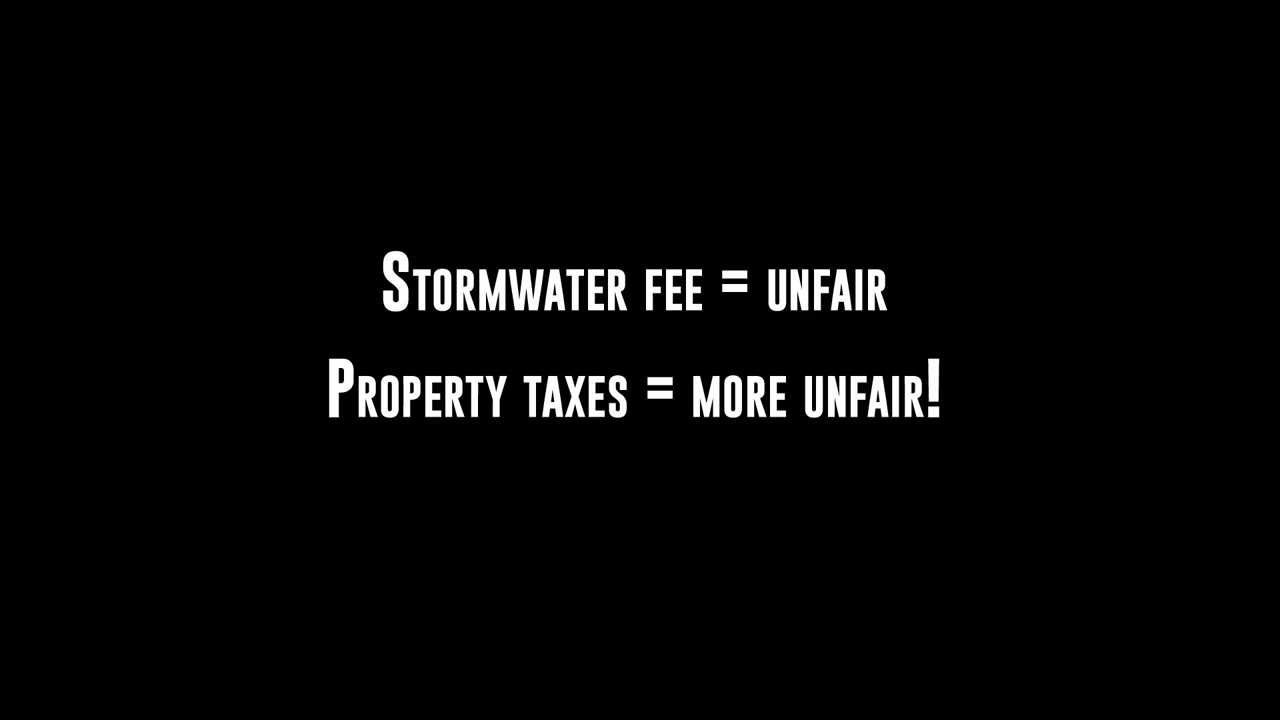 Stormwater fee = unfair
Property taxes = more unfair!